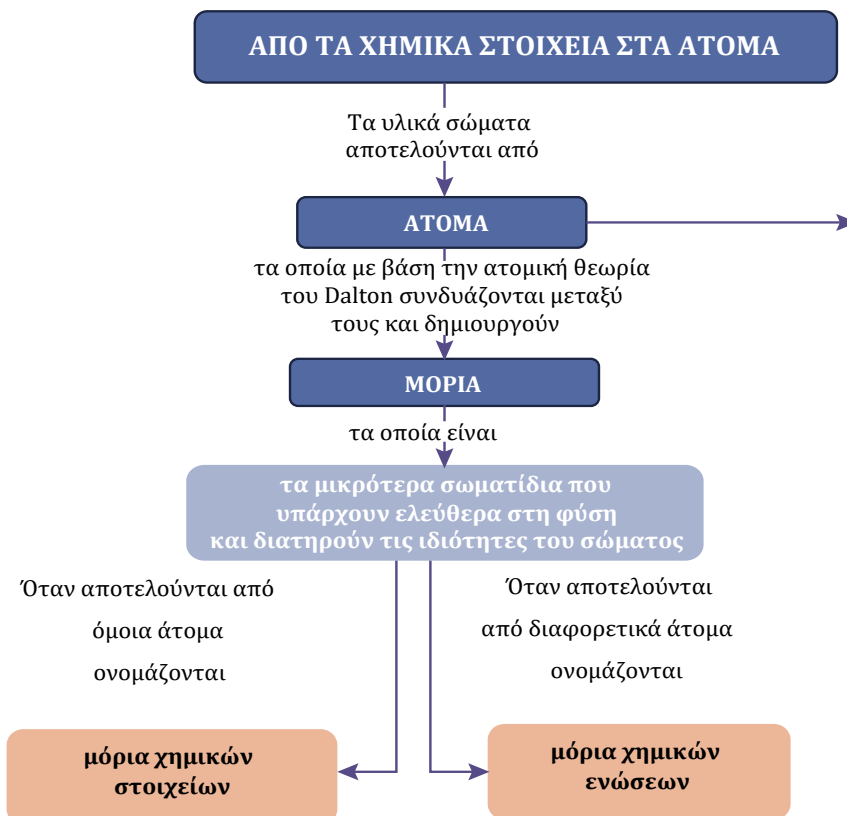 ΑΠΟ ΤΑ ΧΗΜΙΚΑ ΣΤΟΙΧΕΙΑ ΣΤΑ ΑΤΟΜΑ
Τα υλικά σώματα
αποτελούνται από
ΑΤΟΜΑ
τα οποία με βάση την ατομική θεωρία
του Dalton συνδυάζονται μεταξύ
τους και δημιουργούν
ΜΟΡΙΑ
τα οποία είναι
τα μικρότερα σωματίδια που
υπάρχουν ελεύθερα στη φύση
και διατηρούν τις ιδιότητες του σώματος
Όταν αποτελούνται από
όμοια άτομα
ονομάζονται
Όταν αποτελούνται
από διαφορετικά άτομα
ονομάζονται
μόρια χημικών
στοιχείων
μόρια χημικών
ενώσεων